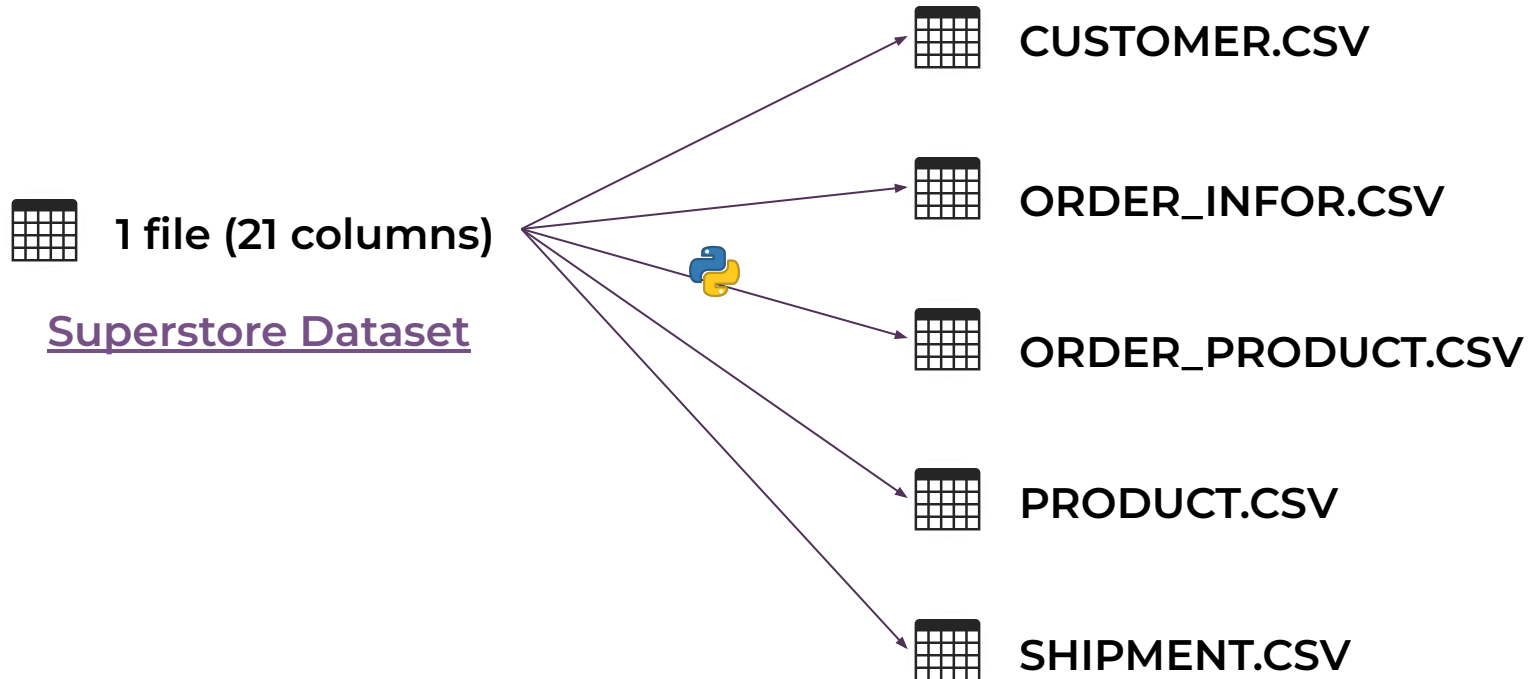 1 file (21 columns)
Superstore Dataset
CUSTOMER.CSV
ORDER_INFOR.CSV
ORDER_PRODUCT.CSV
PRODUCT.CSV
SHIPMENT.CSV